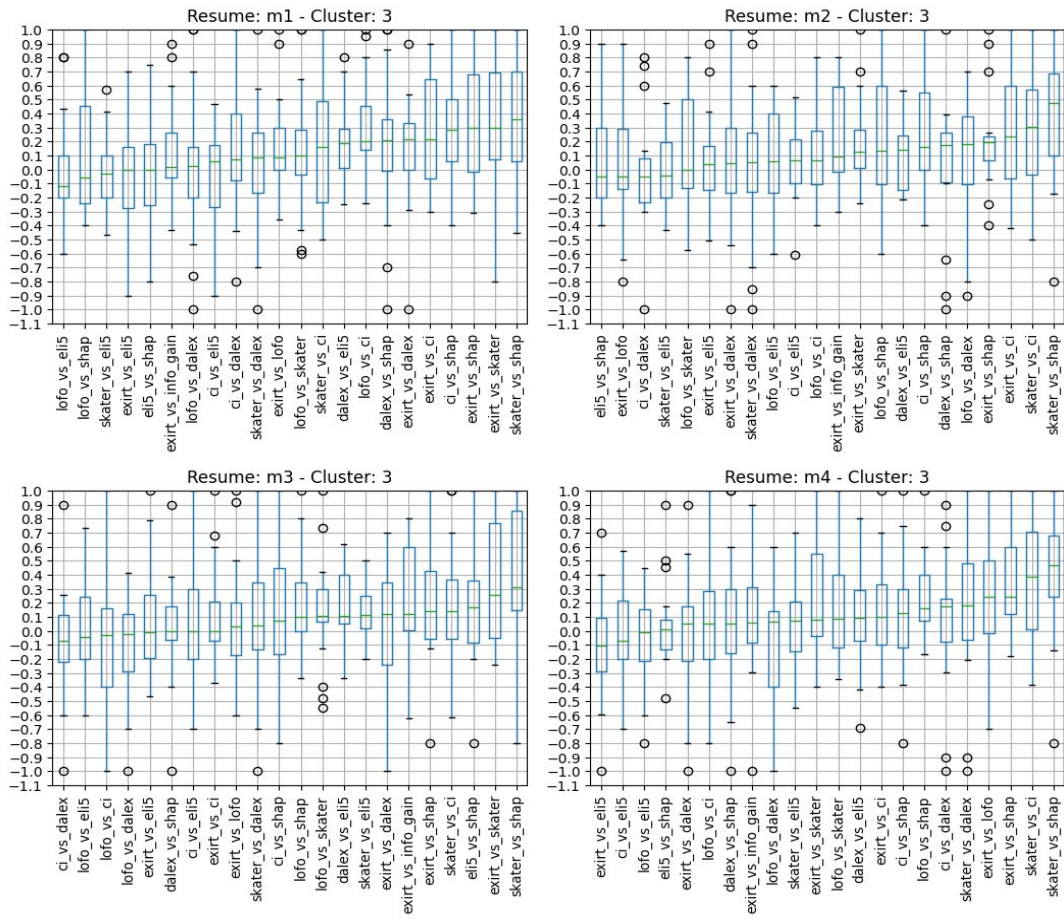 Resume: m1 - Cluster: 3
1.0
0.9
0.8
0.7
0.6
0.5
0.4
0.3
0.2
0.1
0.0
−0.1
−0.2
−0.3
−0.4
−0.5
−0.6
−0.7
−0.8
−0.9
−1.0
−1.1
lofo_vs_eli5
lofo_vs_shap
skater_vs_eli5
exirt_vs_eli5
eli5_vs_shap
exirt_vs_info_gain
lofo_vs_dalex
ci_vs_eli5
ci_vs_dalex
skater_vs_dalex
exirt_vs_lofo
lofo_vs_skater
skater_vs_ci
dalex_vs_eli5
lofo_vs_ci
dalex_vs_shap
exirt_vs_dalex
exirt_vs_ci
ci_vs_shap
exirt_vs_shap
exirt_vs_skater
skater_vs_shap
Resume: m2 - Cluster: 3
1.0
0.9
0.8
0.7
0.6
0.5
0.4
0.3
0.2
0.1
0.0
−0.1
−0.2
−0.3
−0.4
−0.5
−0.6
−0.7
−0.8
−0.9
−1.0
−1.1
eli5_vs_shap
exirt_vs_lofo
ci_vs_dalex
skater_vs_eli5
lofo_vs_skater
exirt_vs_eli5
exirt_vs_dalex
skater_vs_dalex
lofo_vs_eli5
ci_vs_eli5
lofo_vs_ci
exirt_vs_info_gain
exirt_vs_skater
lofo_vs_shap
dalex_vs_eli5
ci_vs_shap
dalex_vs_shap
lofo_vs_dalex
exirt_vs_shap
exirt_vs_ci
skater_vs_ci
skater_vs_shap
Resume: m3 - Cluster: 3
1.0
0.9
0.8
0.7
0.6
0.5
0.4
0.3
0.2
0.1
0.0
−0.1
−0.2
−0.3
−0.4
−0.5
−0.6
−0.7
−0.8
−0.9
−1.0
−1.1
ci_vs_dalex
lofo_vs_eli5
lofo_vs_ci
lofo_vs_dalex
exirt_vs_eli5
dalex_vs_shap
ci_vs_eli5
exirt_vs_ci
exirt_vs_lofo
skater_vs_dalex
ci_vs_shap
lofo_vs_shap
lofo_vs_skater
dalex_vs_eli5
skater_vs_eli5
exirt_vs_dalex
exirt_vs_info_gain
exirt_vs_shap
skater_vs_ci
eli5_vs_shap
exirt_vs_skater
skater_vs_shap
Resume: m4 - Cluster: 3
1.0
0.9
0.8
0.7
0.6
0.5
0.4
0.3
0.2
0.1
0.0
−0.1
−0.2
−0.3
−0.4
−0.5
−0.6
−0.7
−0.8
−0.9
−1.0
−1.1
exirt_vs_eli5
ci_vs_eli5
lofo_vs_eli5
eli5_vs_shap
exirt_vs_dalex
lofo_vs_ci
dalex_vs_shap
exirt_vs_info_gain
lofo_vs_dalex
skater_vs_eli5
exirt_vs_skater
lofo_vs_skater
dalex_vs_eli5
exirt_vs_ci
ci_vs_shap
lofo_vs_shap
ci_vs_dalex
skater_vs_dalex
exirt_vs_lofo
exirt_vs_shap
skater_vs_ci
skater_vs_shap